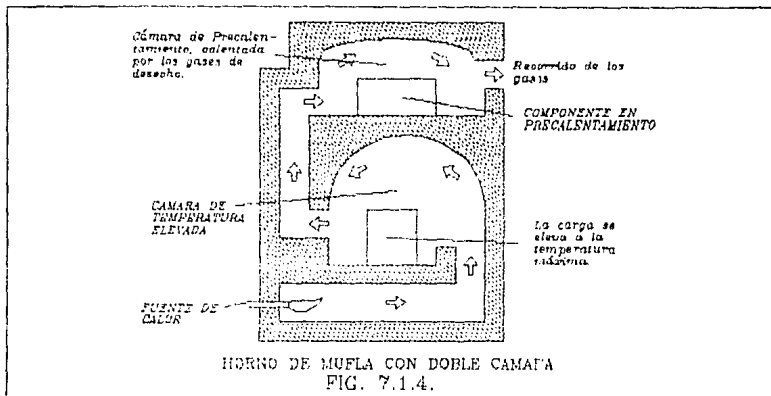 Cámara de Precalen-
tamiento, calentada
por los gases de
desecho.
Recorrido de los
gases
COMPONENTE EN
PRECALENTAMIENTO
CAMARA DE
TEMPERATURA
ELEVADA
La carga se
eleva a la
temperatura
máxima.
FUENTE DE
CALOR
HORNO DE MUFLA CON DOBLE CAMARA
FIG. 7.1.4.